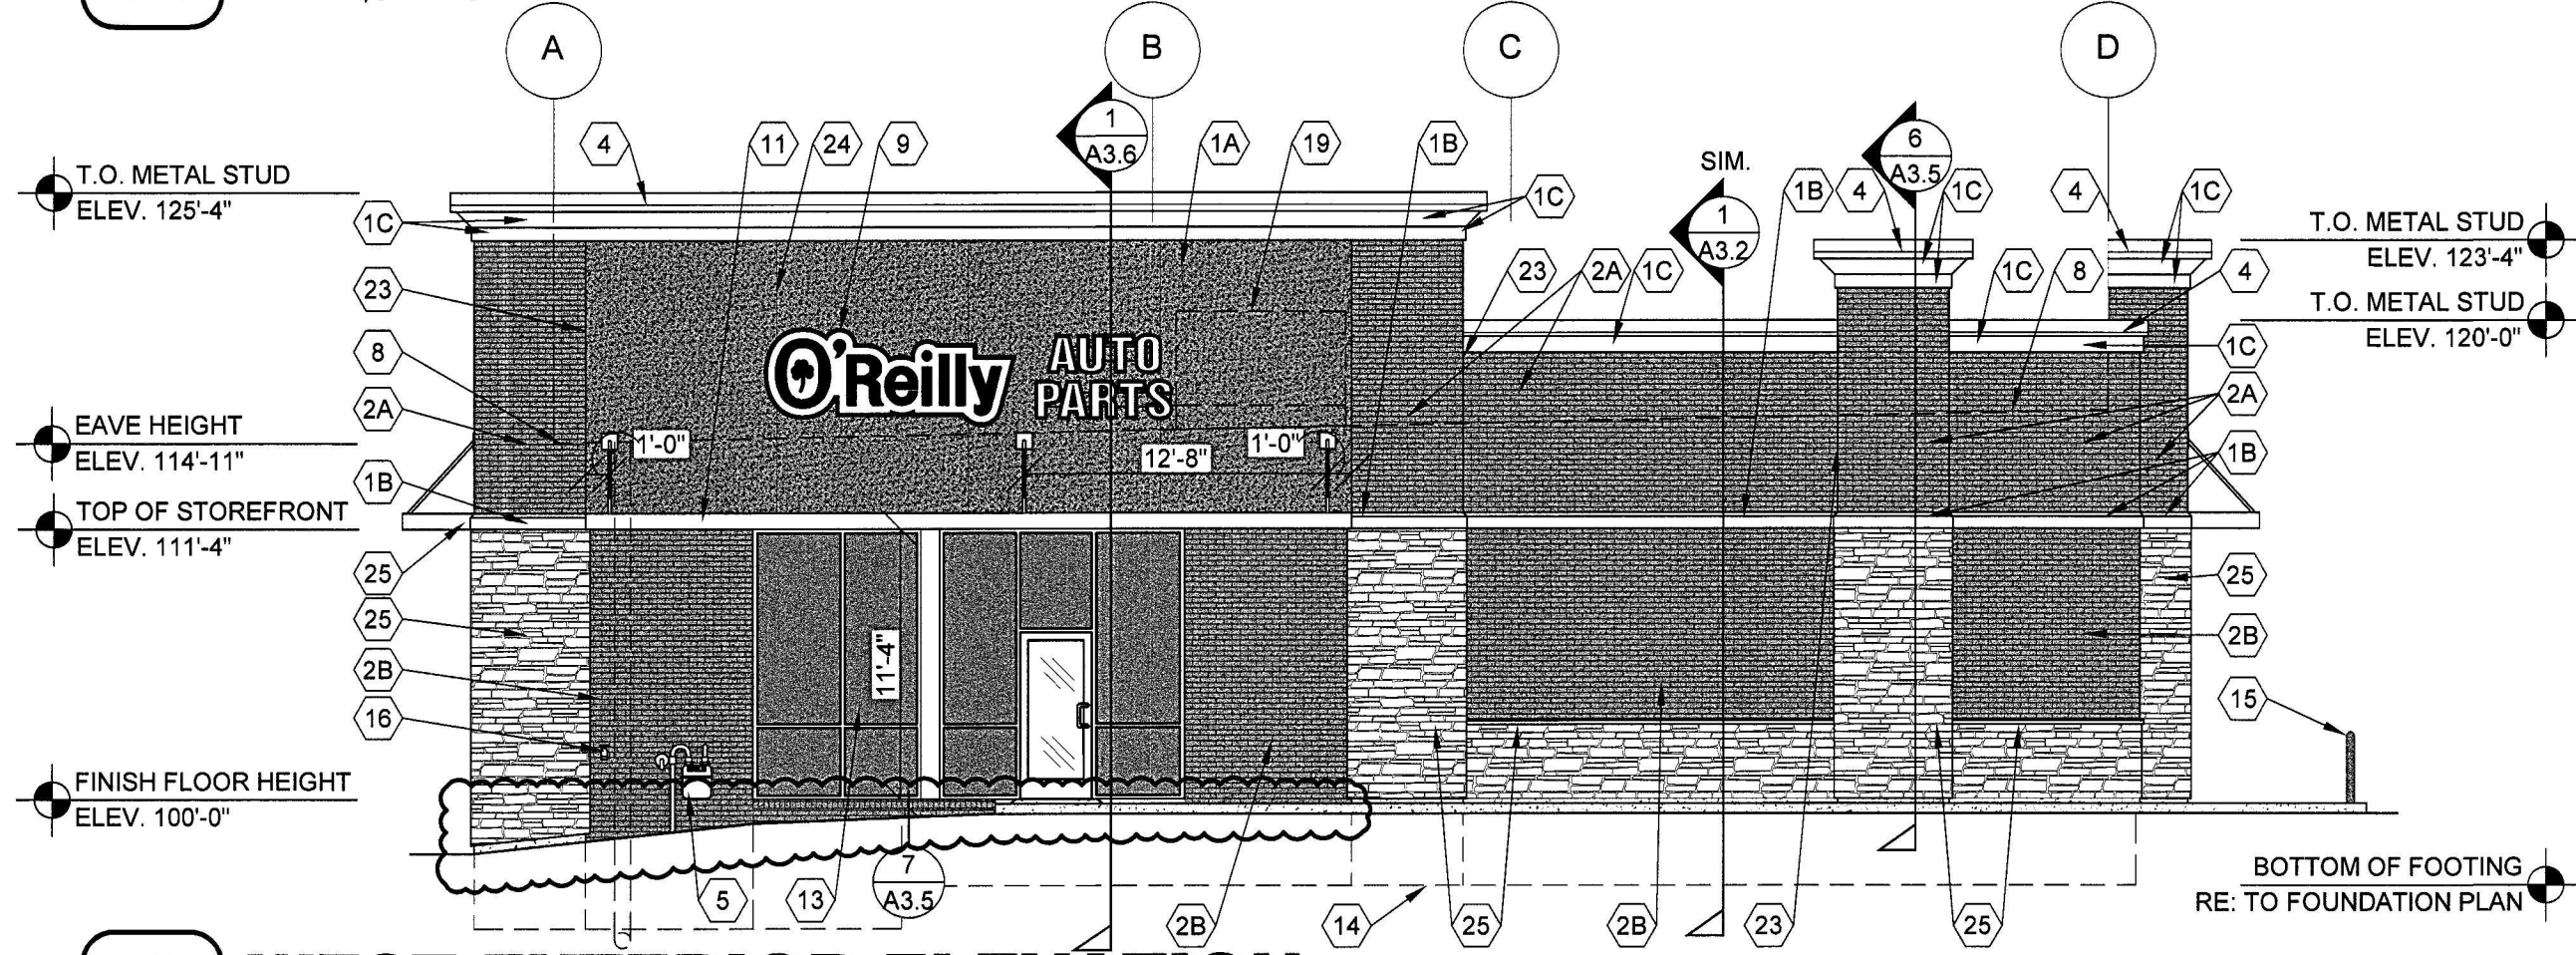 A
B
C
D
4
11
24
9
1
A3.6
1A
19
1B
1C
SIM.
1
A3.2
1B
4
6
A3.5
1C
4
1C
T.O. METAL STUD
ELEV. 125'-4"
1C
T.O. METAL STUD
ELEV. 123'-4"
23
23
2A
1C
1C
8
4
T.O. METAL STUD
ELEV. 120'-0"
8
O'Reilly
AUTO
PARTS
1C
2A
2A
EAVE HEIGHT
ELEV. 114'-11"
1'-0"
12'-8"
1'-0"
1B
1B
TOP OF STOREFRONT
ELEV. 111'-4"
25
25
25
2B
2B
11'-4"
16
15
FINISH FLOOR HEIGHT
ELEV. 100'-0"
7
A3.5
5
13
2B
14
25
2B
23
25
BOTTOM OF FOOTING
RE: TO FOUNDATION PLAN
WEST EXTERIOR ELEVATION